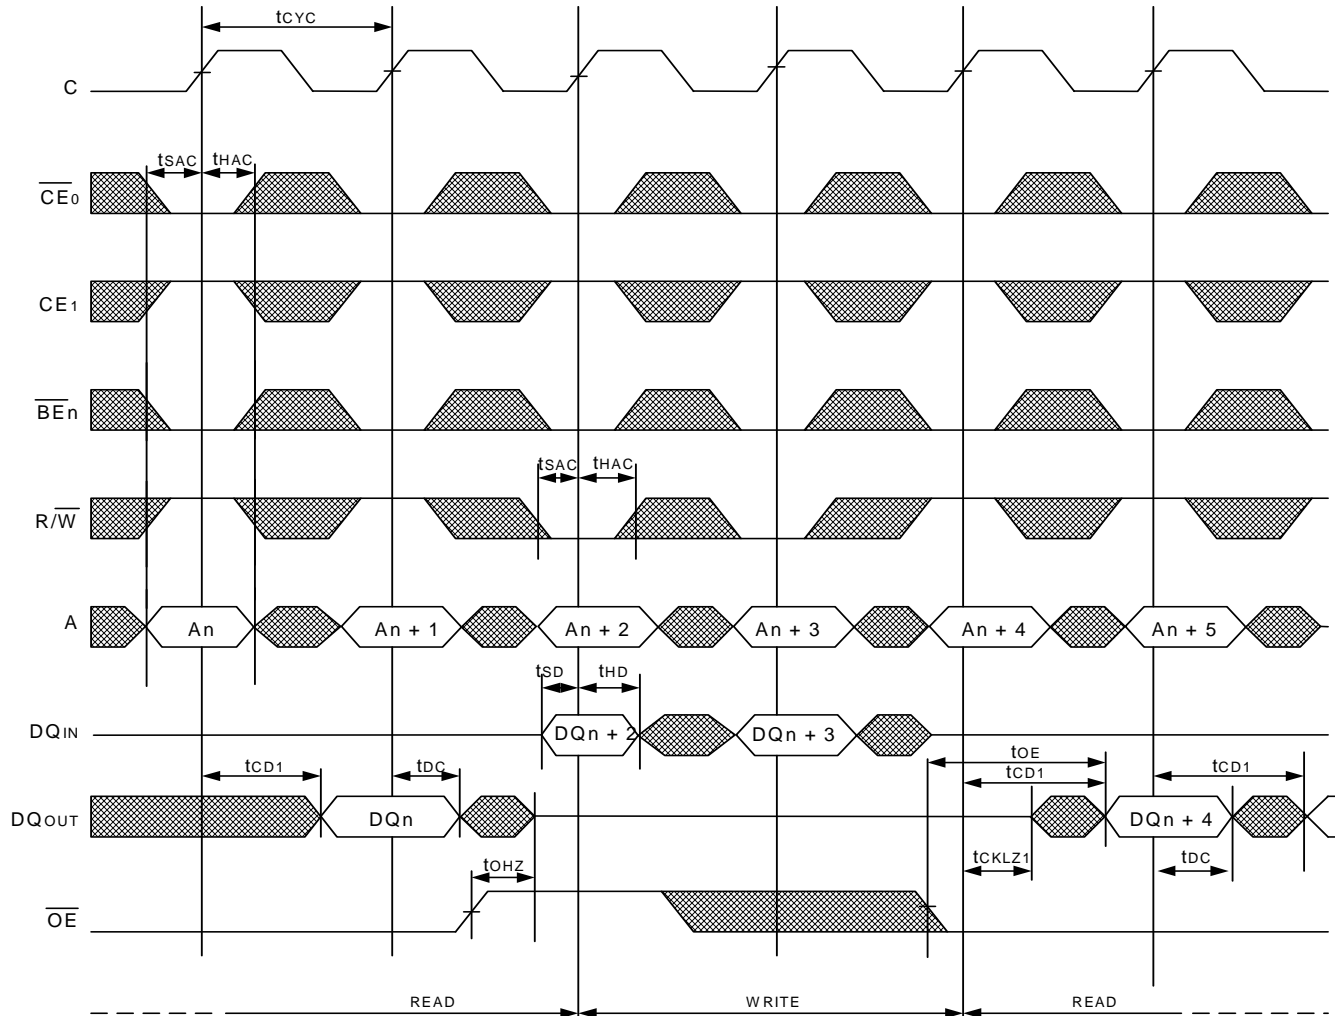 tCYC
C
tSAC tHAC
CE0
CE1
BEn
tSAC tHAC
R/W
A An An + 1 An + 2 An + 3 An + 4 An + 5
tSD tHD
DQIN DQn + 2 DQn + 3
tOE
tCD1 tDC tCD1 tCD1
DQOUT DQn DQn + 4
tOHZ tCKLZ1 tDC
OE
READ WRITE READ